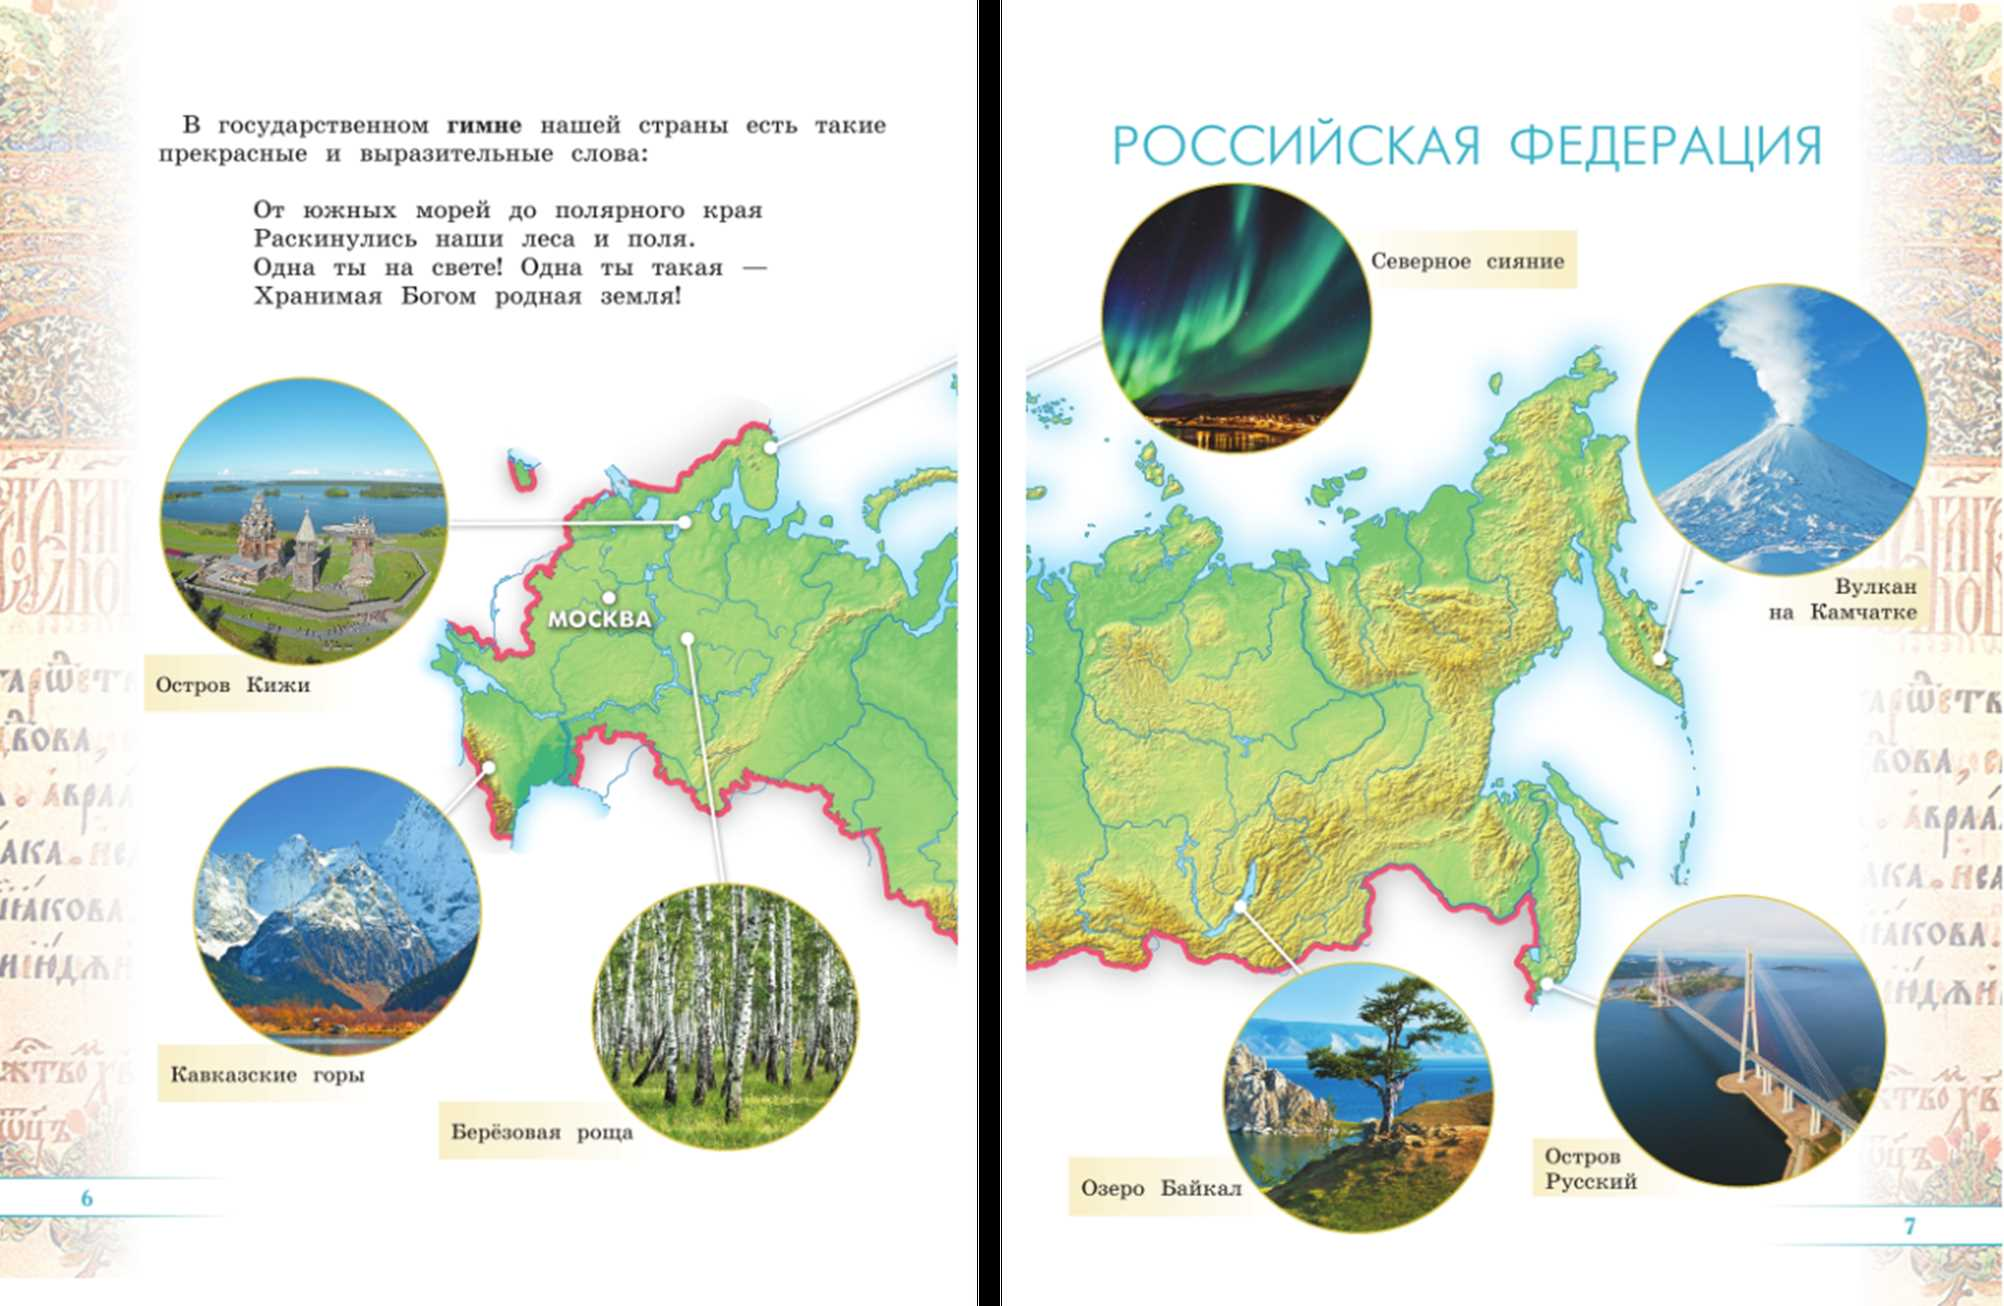 В государственном гимне нашей страны есть такие
прекрасные и выразительные слова:
От южных морей до полярного края
Раскинулись наши леса и поля.
Одна ты на свете! Одна ты такая —
Хранимая Богом родная земля!
МОСКВА
Остров Кижи
Кавказские горы
Берёзовая роща
6
РОССИЙСКАЯ ФЕДЕРАЦИЯ
Северное сияние
Вулкан
на Камчатке
Озеро Байкал
Остров
Русский
7